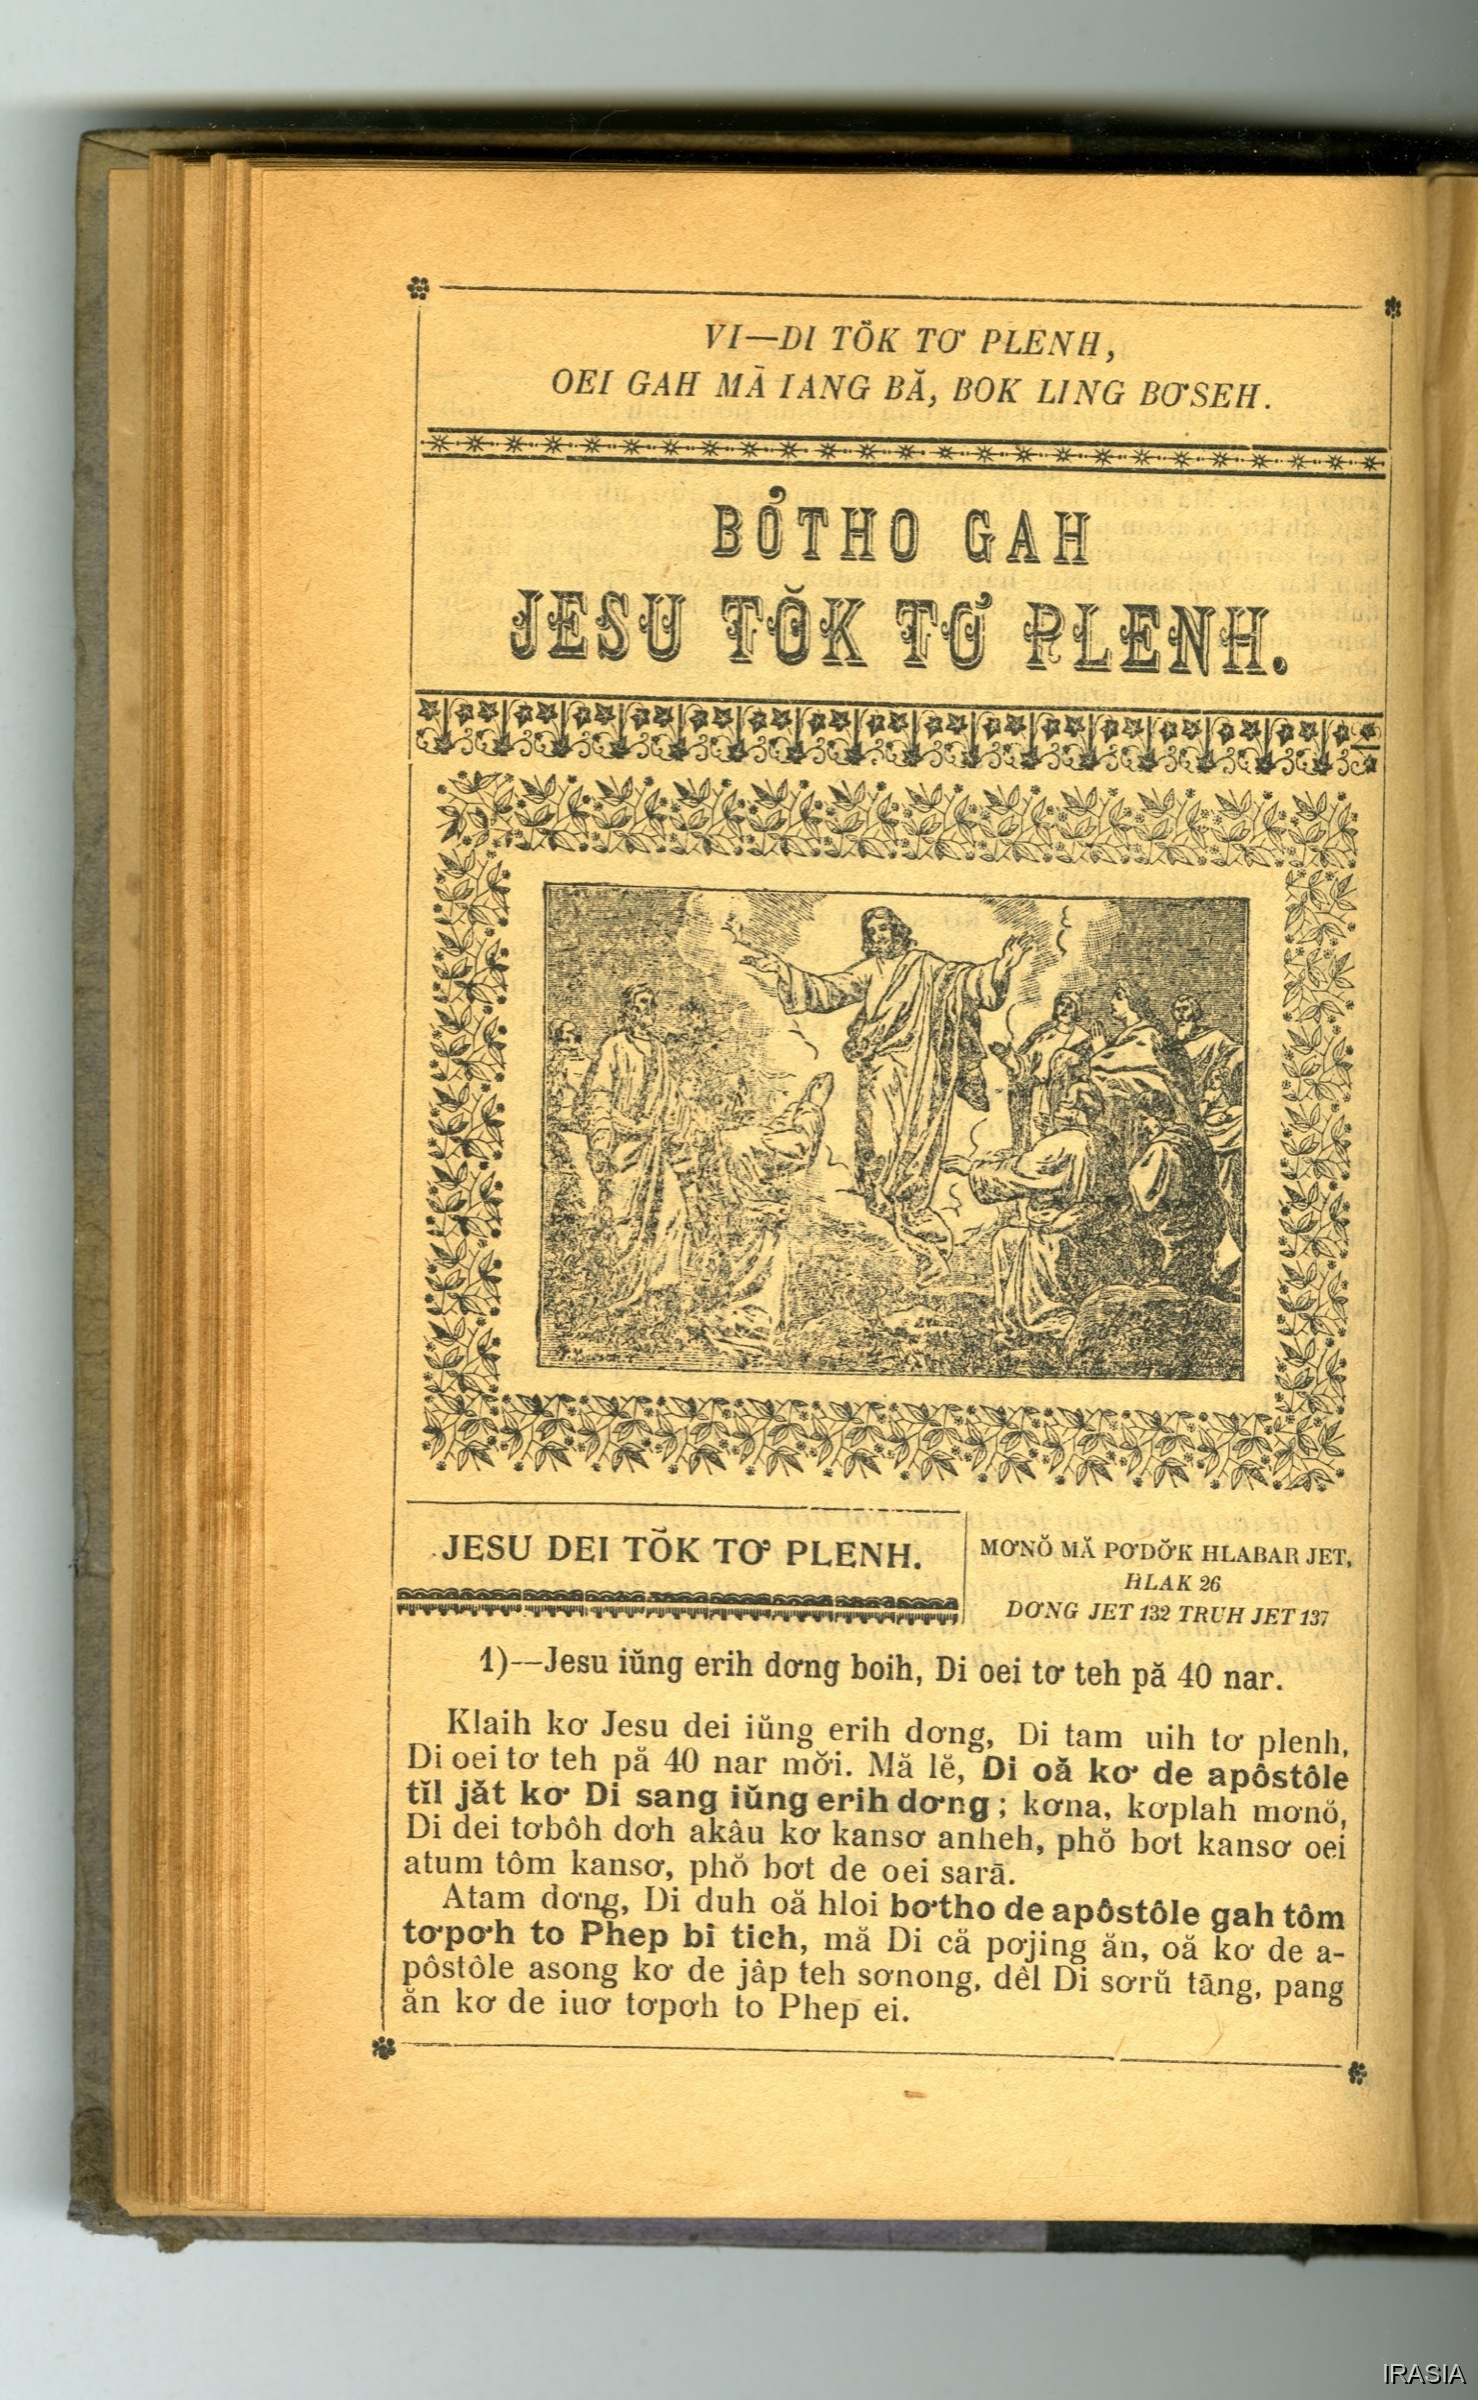 VI—DI TŎK TƠ PLENH,
OEI GAH MĂ IANG BĂ, BOK LING BƠSEH.
BƠTHO GAH
JESU TŎK TƠ PLENH.
JESU DEI TŎK TƠ PLENH.
MƠNŎ MĂ PƠDƠ̆K HLABAR JET,
HLAK 26
DƠNG JET 132 TRUH JET 137
1)—Jesu iŭng erih dơng boih, Di oei tơ teh pă 40 nar.
Klaih kơ Jesu dei iŭng erih dơng, Di tam uih tơ plenh,
Di oei tơ teh pă 40 nar mơ̆i. Mă lĕ, Di oă kơ de apôstôle
tĭl jăt kơ Di sang iŭng erih dơng ; kơna, kơplah mơnŏ,
Di dei tơbôh dơh akâu kơ kansơ anheh, phŏ bơt kansơ oei
atum tôm kansơ, phŏ bơt de oei sarā.
Atam dơng, Di duh oă hloi bơtho de apôstôle gah tôm
tơpơh to Phep bi tich, mă Di că pơjing ăn, oă kơ de a-
pôstôle asong kơ de jâp teh sơnong, dêl Di sơrŭ tāng, pang
ăn kơ de iuơ tơpơh to Phep ei.
IRASIA